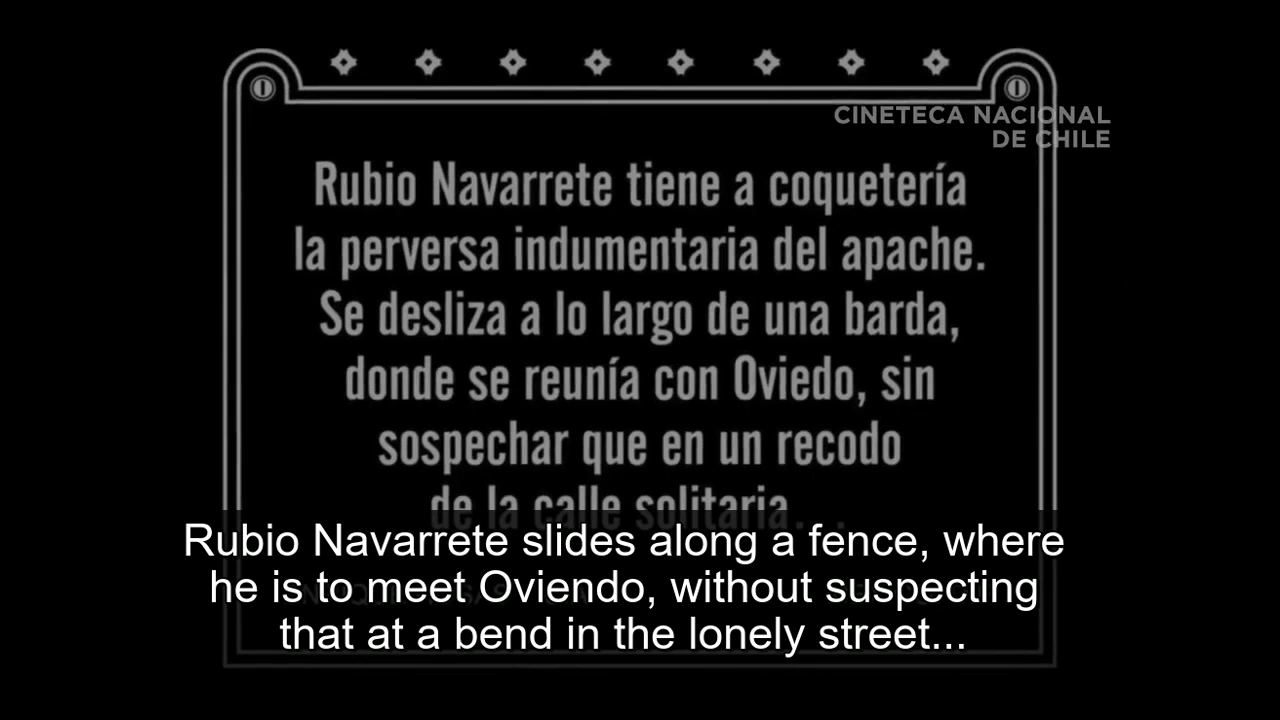 CINETECA NACIONAL
DE CHILE
Rubio Navarrete tiene a coquetería
la perversa indumentaria del apache.
Se desliza a lo largo de una barda,
donde se reunía con Oviedo, sin
sospechar que en un recodo
de la calle solitaria. . .
Rubio Navarrete slides along a fence, where
he is to meet Oviendo, without suspecting
that at a bend in the lonely street...